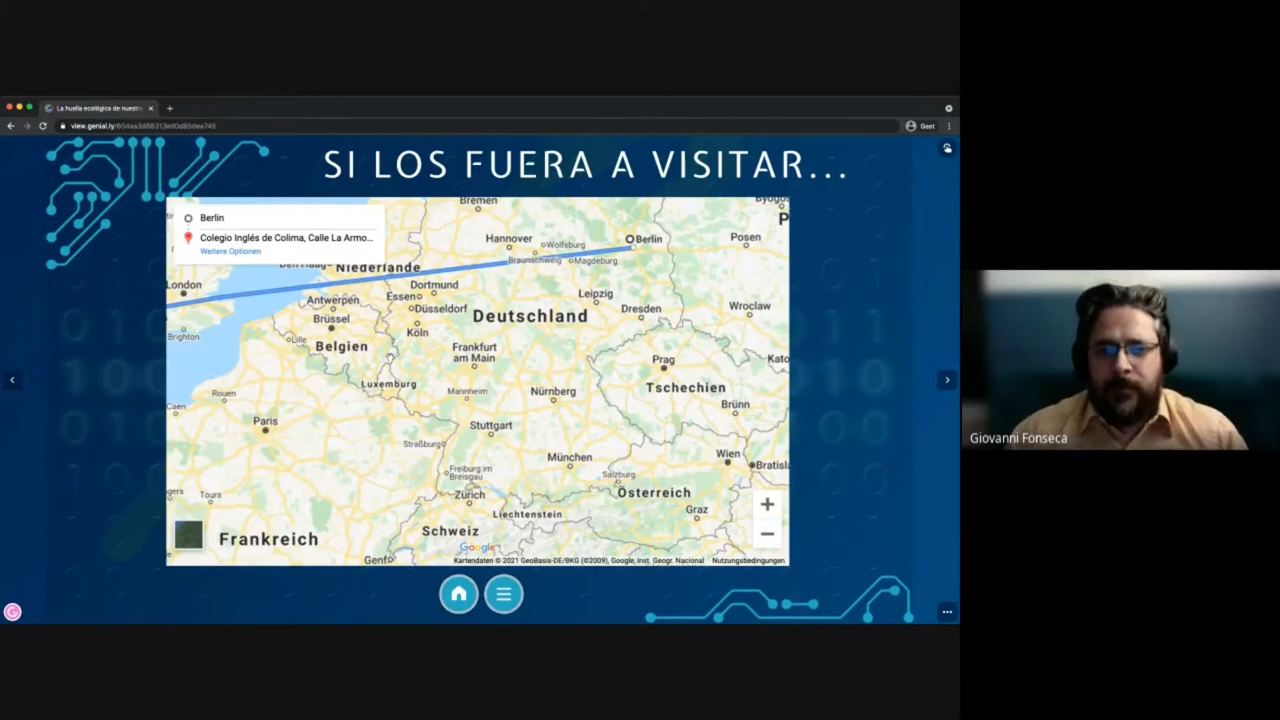 La huella ecológica de nuestro
view.genial.ly/604aa3d88313ed0d85dea745
Gast
SI LOS FUERA A VISITAR...
Berlin
Colegio Inglés de Colima, Calle La Armo...
Weitere Optionen
Bremen
Hannover
Wolfsburg
Berlin
Posen
P
Den Haag
Niederlande
Braunschweig
Magdeburg
London
Dortmund
Antwerpen
Essen
Leipzig
Düsseldorf
Dresden
Wroclaw
Brüssel
Deutschland
Brighton
Lille
Köln
Belgien
Frankfurt
am Main
Prag
Kato
Luxemburg
Tschechien
Rouen
Mannheim
Nürnberg
Caen
Brünn
Paris
Stuttgart
Straßburg
München
Wien
Bratisla
Freiburg im
Breisgau
Salzburg
Tours
Zürich
Österreich
Liechtenstein
Graz
Schweiz
Frankreich
Google
Genf
Kartendaten © 2021 GeoBasis-DE/BKG (©2009), Google, Inst. Geogr. Nacional
Nutzungsbedingungen
Giovanni Fonseca